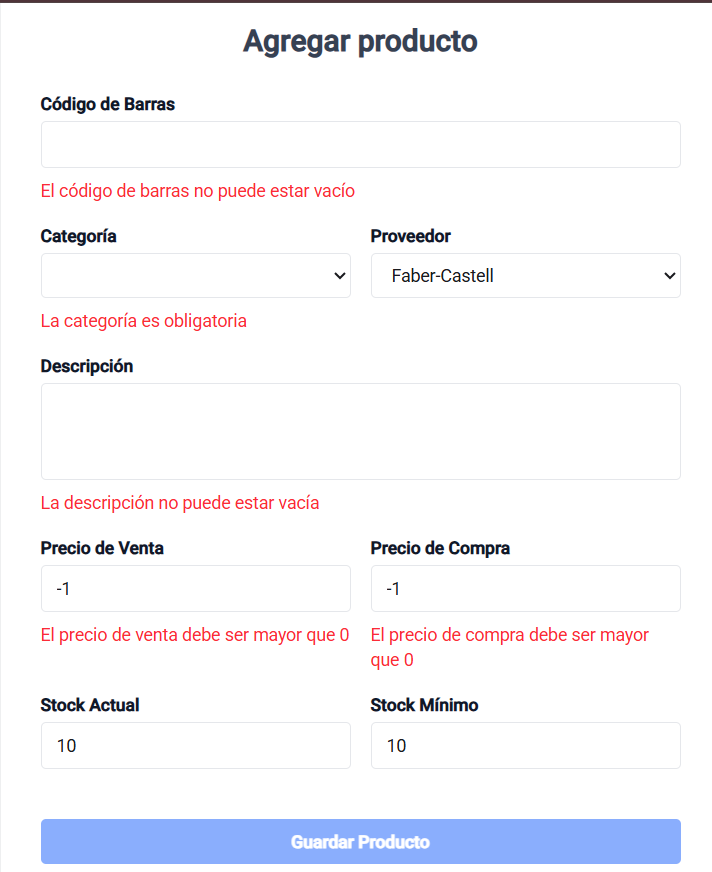 Agregar producto
Código de Barras
El código de barras no puede estar vacío
Categoría
Proveedor
Faber-Castell
La categoría es obligatoria
Descripción
La descripción no puede estar vacía
Precio de Venta
Precio de Compra
-1
-1
El precio de venta debe ser mayor que 0
El precio de compra debe ser mayor
que 0
Stock Actual
Stock Mínimo
10
10
Guardar Producto